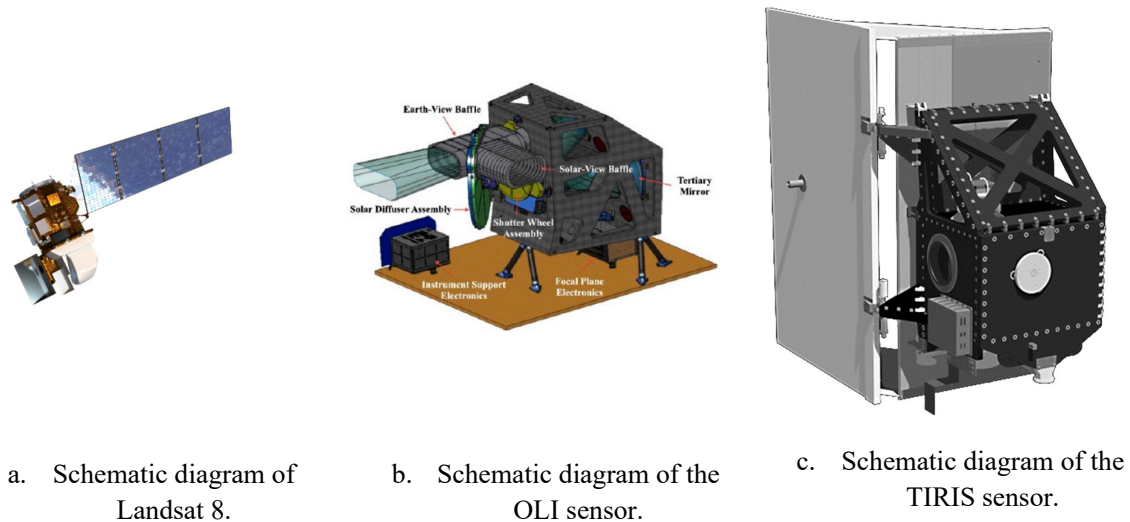 Earth-View Baffle
Solar-View Baffle
Tertiary
Mirror
Solar Diffuser Assembly
Shutter Wheel
Assembly
Instrument Support
Electronics
Focal Plane
Electronics
a. Schematic diagram of
Landsat 8.
b. Schematic diagram of the
OLI sensor.
c. Schematic diagram of the
TIRIS sensor.